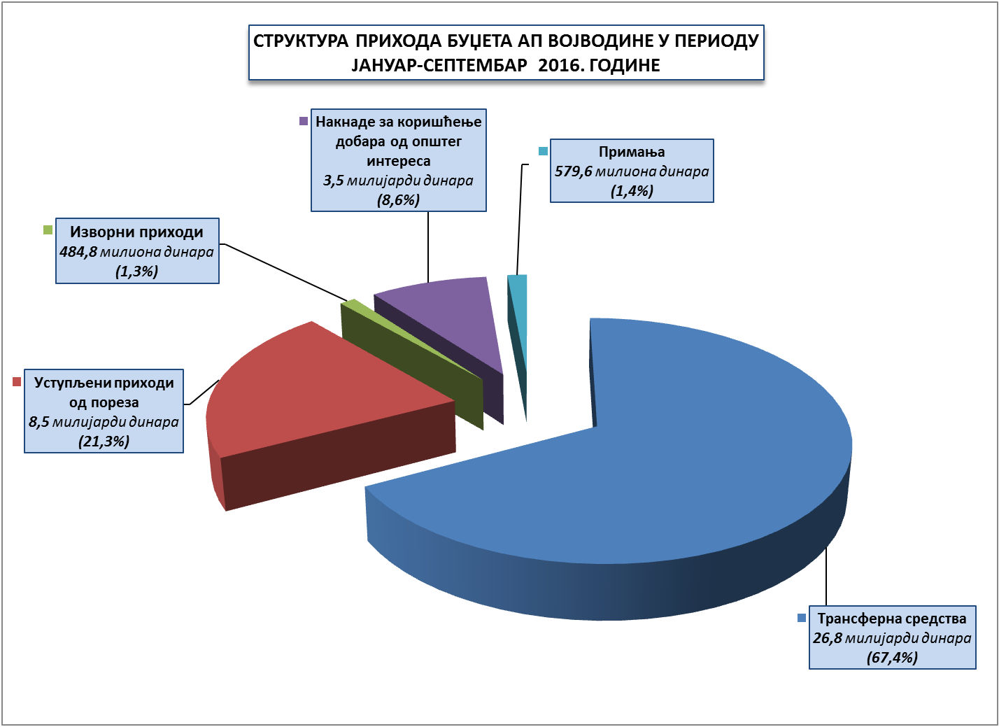 СТРУКТУРА ПРИХОДА БУЏЕТА АП ВОЈВОДИНЕ У ПЕРИОДУ
ЈАНУАР-СЕПТЕМБАР 2016. ГОДИНЕ
Накнаде за коришћење
добара од општег
интереса
3,5 милијарди динара
(8,6%)
Примања
579,6 милиона динара
(1,4%)
Изворни приходи
484,8 милиона динара
(1,3%)
Уступљени приходи
од пореза
8,5 милијарди динара
(21,3%)
Трансферна средства
26,8 милијарди динара
(67,4%)